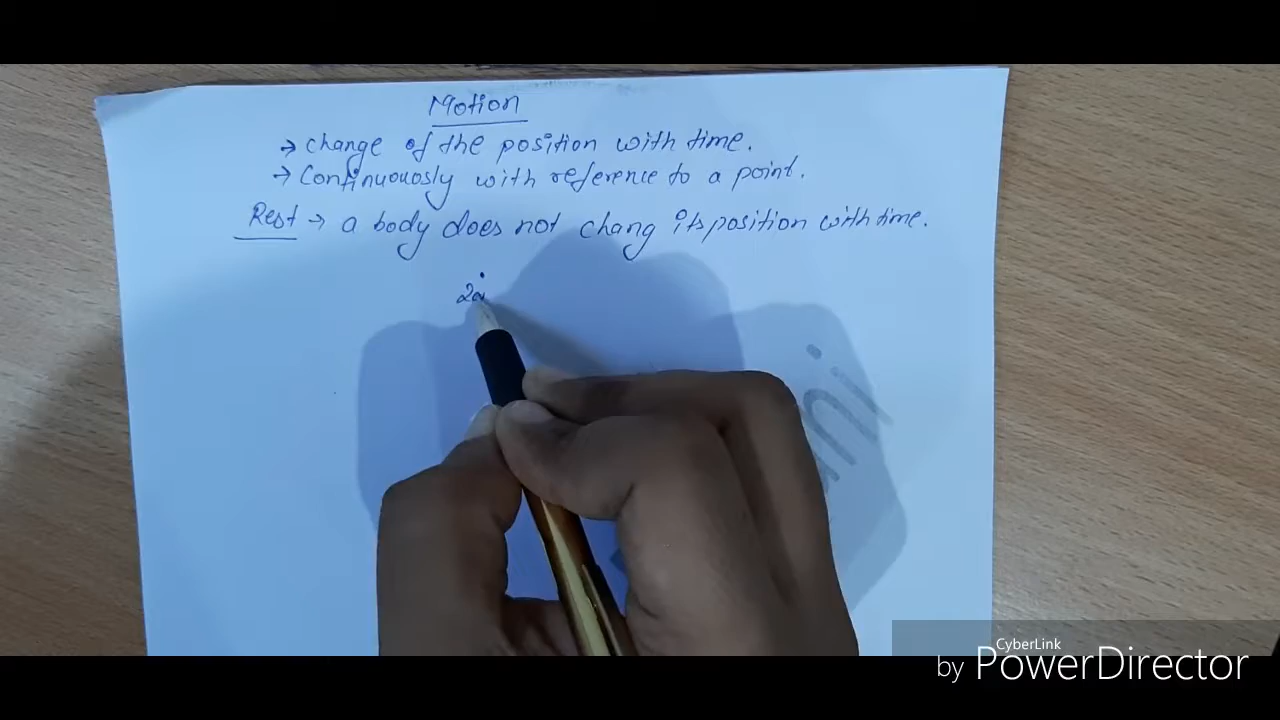 Motion
→ change of the position with time.
→ Continuously with reference to a point.
Rest → a body does not chang its position with time.
CyberLink
by PowerDirector